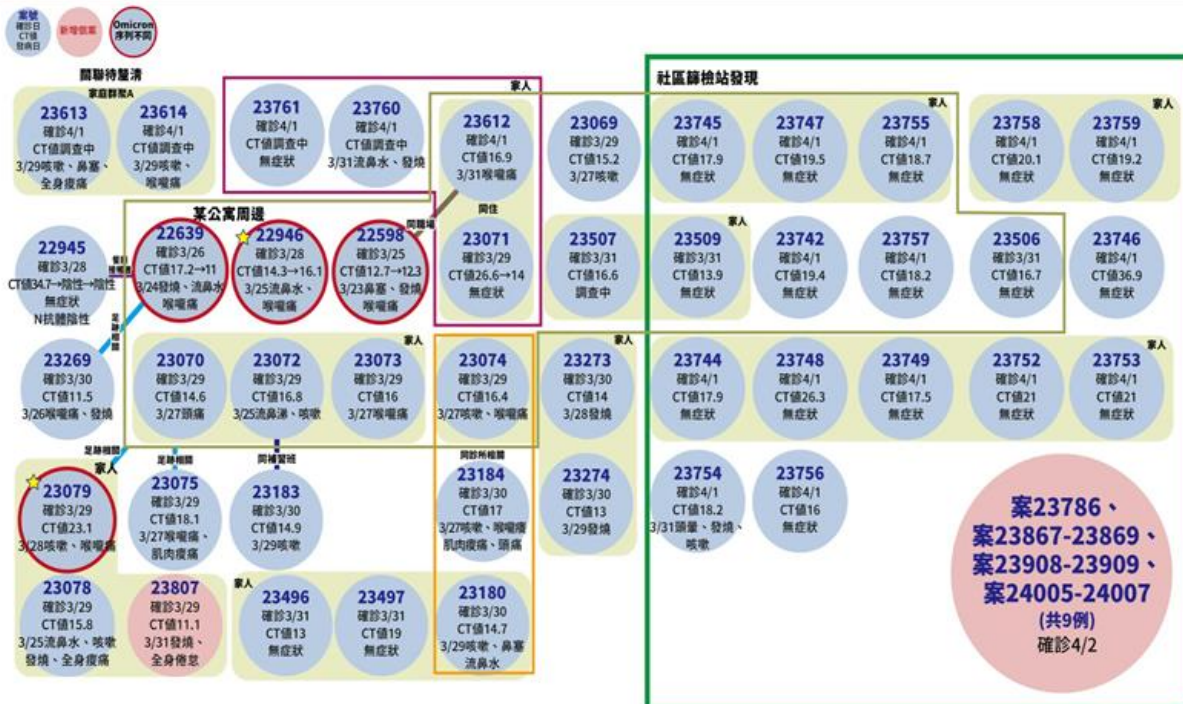 案號
確診日
CT值
發病日
新增個案
Omicron
序列不同
關聯待釐清
家庭群聚A
23613
確診4/1
CT值調查中
3/29咳嗽、鼻塞、
全身痠痛
23614
確診4/1
CT值調查中
3/29咳嗽、
喉嚨痛
23761
確診4/1
CT值調查中
無症狀
23760
確診4/1
CT值調查中
3/31流鼻水、發燒
家人
23612
確診4/1
CT值16.9
3/31喉嚨痛
23069
確診3/29
CT值15.2
3/27咳嗽
社區篩檢站發現
家人
23745
確診4/1
CT值17.9
無症狀
23747
確診4/1
CT值19.5
無症狀
23755
確診4/1
CT值18.7
無症狀
家人
23758
確診4/1
CT值20.1
無症狀
23759
確診4/1
CT值19.2
無症狀
某公寓周邊
22945
確診3/28
CT值34.7→陰性→陰性
無症狀
N抗體陰性
22639
確診3/26
CT值17.2→11
3/24發燒、流鼻水
喉嚨痛
22946
確診3/28
CT值14.3→16.1
3/25流鼻水、
喉嚨痛
22598
確診3/25
CT值12.7→12.3
3/23鼻塞、發燒
喉嚨痛
同職場
同住
23071
確診3/29
CT值26.6→14
無症狀
23507
確診3/31
CT值16.6
調查中
家人
23509
確診3/31
CT值13.9
無症狀
23742
確診4/1
CT值19.4
無症狀
23757
確診4/1
CT值18.2
無症狀
23506
確診3/31
CT值16.7
無症狀
23746
確診4/1
CT值36.9
無症狀
足跡相關
23269
確診3/30
CT值11.5
3/26喉嚨痛、發燒
家人
23070
確診3/29
CT值14.6
3/27頭痛
23072
確診3/29
CT值16.8
3/25流鼻涕、咳嗽
23073
確診3/29
CT值16
3/27喉嚨痛
23074
確診3/29
CT值16.4
3/27咳嗽、喉嚨痛
家人
23273
確診3/30
CT值14
3/28發燒
家人
23744
確診4/1
CT值17.9
無症狀
23748
確診4/1
CT值26.3
無症狀
23749
確診4/1
CT值17.5
無症狀
23752
確診4/1
CT值21
無症狀
23753
確診4/1
CT值21
無症狀
足跡相關
足跡相關
同補習班
同診所相關
家人
23079
確診3/29
CT值23.1
3/28咳嗽、喉嚨痛
23075
確診3/29
CT值18.1
3/27喉嚨痛、
肌肉痠痛
23183
確診3/30
CT值14.9
3/29咳嗽
23184
確診3/30
CT值17
3/27咳嗽、喉嚨癢
肌肉痠痛、頭痛
23274
確診3/30
CT值13
3/29發燒
23754
確診4/1
CT值18.2
3/31頭暈、發燒、
咳嗽
23756
確診4/1
CT值16
無症狀
23078
確診3/29
CT值15.8
3/25流鼻水、咳嗽
發燒、全身痠痛
23807
確診3/29
CT值11.1
3/31發燒、
全身倦怠
家人
23496
確診3/31
CT值13
無症狀
23497
確診3/31
CT值19
無症狀
23180
確診3/30
CT值14.7
3/29咳嗽、鼻塞
流鼻水
案23786、
案23867-23869、
案23908-23909、
案24005-24007
(共9例)
確診4/2